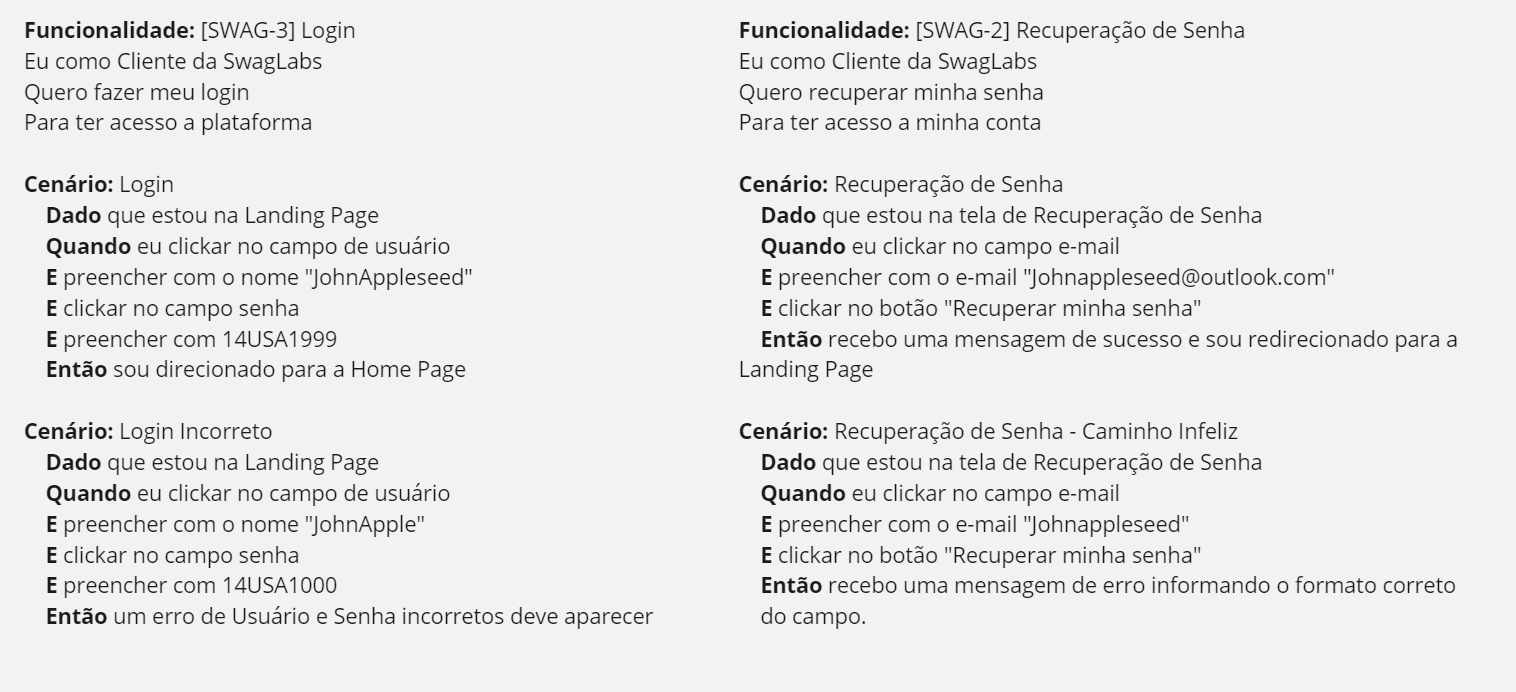 Funcionalidade: [SWAG-3] Login
Eu como Cliente da SwagLabs
Quero fazer meu login
Para ter acesso a plataforma
Cenário: Login
Dado que estou na Landing Page
Quando eu clickar no campo de usuário
E preencher com o nome "JohnAppleseed"
E clickar no campo senha
E preencher com 14USA1999
Então sou direcionado para a Home Page
Cenário: Login Incorreto
Dado que estou na Landing Page
Quando eu clickar no campo de usuário
E preencher com o nome "JohnApple"
E clickar no campo senha
E preencher com 14USA1000
Então um erro de Usuário e Senha incorretos deve aparecer
Funcionalidade: [SWAG-2] Recuperação de Senha
Eu como Cliente da SwagLabs
Quero recuperar minha senha
Para ter acesso a minha conta
Cenário: Recuperação de Senha
Dado que estou na tela de Recuperação de Senha
Quando eu clickar no campo e-mail
E preencher com o e-mail "Johnappleseed@outlook.com"
E clickar no botão "Recuperar minha senha"
Então recebo uma mensagem de sucesso e sou redirecionado para a
Landing Page
Cenário: Recuperação de Senha - Caminho Infeliz
Dado que estou na tela de Recuperação de Senha
Quando eu clickar no campo e-mail
E preencher com o e-mail "Johnappleseed"
E clickar no botão "Recuperar minha senha"
Então recebo uma mensagem de erro informando o formato correto
do campo.